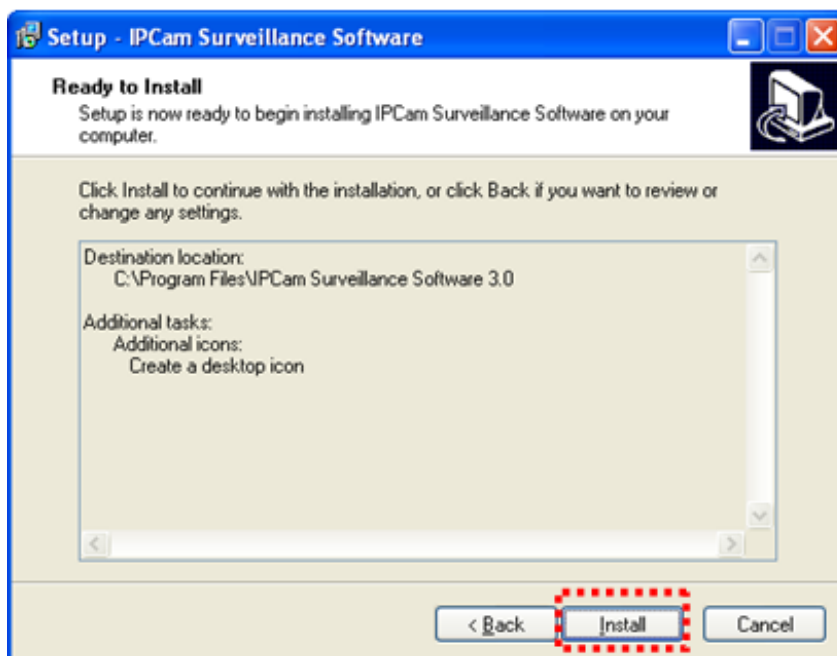 Setup - IPCam Surveillance Software
Ready to Install
Setup is now ready to begin installing IPCam Surveillance Software on your
computer.
Click Install to continue with the installation, or click Back if you want to review or
change any settings.
Destination location:
C:\Program Files\IPCam Surveillance Software 3.0
Additional tasks:
Additional icons:
Create a desktop icon
< Back
Install
Cancel